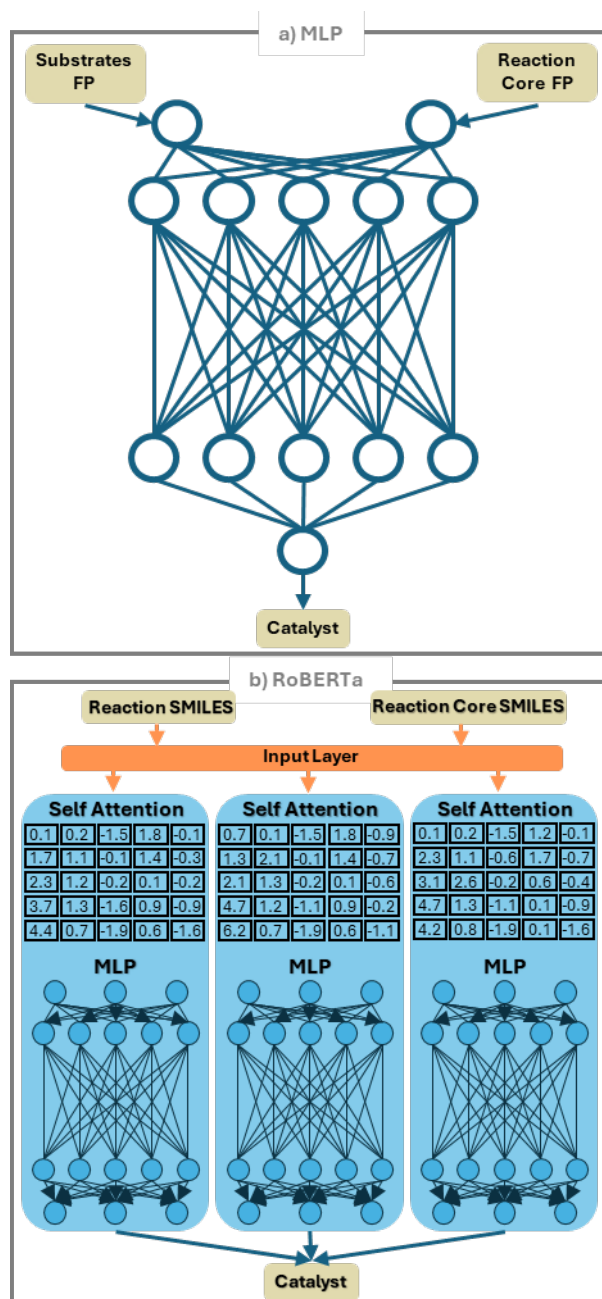 a) MLP
Substrates
FP
Reaction
Core FP
Catalyst
b) RoBERTa
Reaction SMILES
Reaction Core SMILES
Input Layer
Self Attention
0.1 0.2 -1.5 1.8 -0.1
1.7 1.1 -0.1 1.4 -0.3
2.3 1.2 -0.2 0.1 -0.2
3.7 1.3 -1.6 0.9 -0.9
4.4 0.7 -1.9 0.6 -1.6
MLP
Self Attention
0.7 0.1 -1.5 1.8 -0.9
1.3 2.1 -0.1 1.4 -0.7
2.1 1.3 -0.2 0.1 -0.6
4.7 1.2 -1.1 0.9 -0.2
6.2 0.7 -1.9 0.6 -1.1
MLP
Self Attention
0.1 0.2 -1.5 1.2 -0.1
2.3 1.1 -0.6 1.7 -0.7
3.1 2.6 -0.2 0.6 -0.4
4.7 1.3 -1.1 0.1 -0.9
4.2 0.8 -1.9 0.1 -1.6
MLP
Catalyst